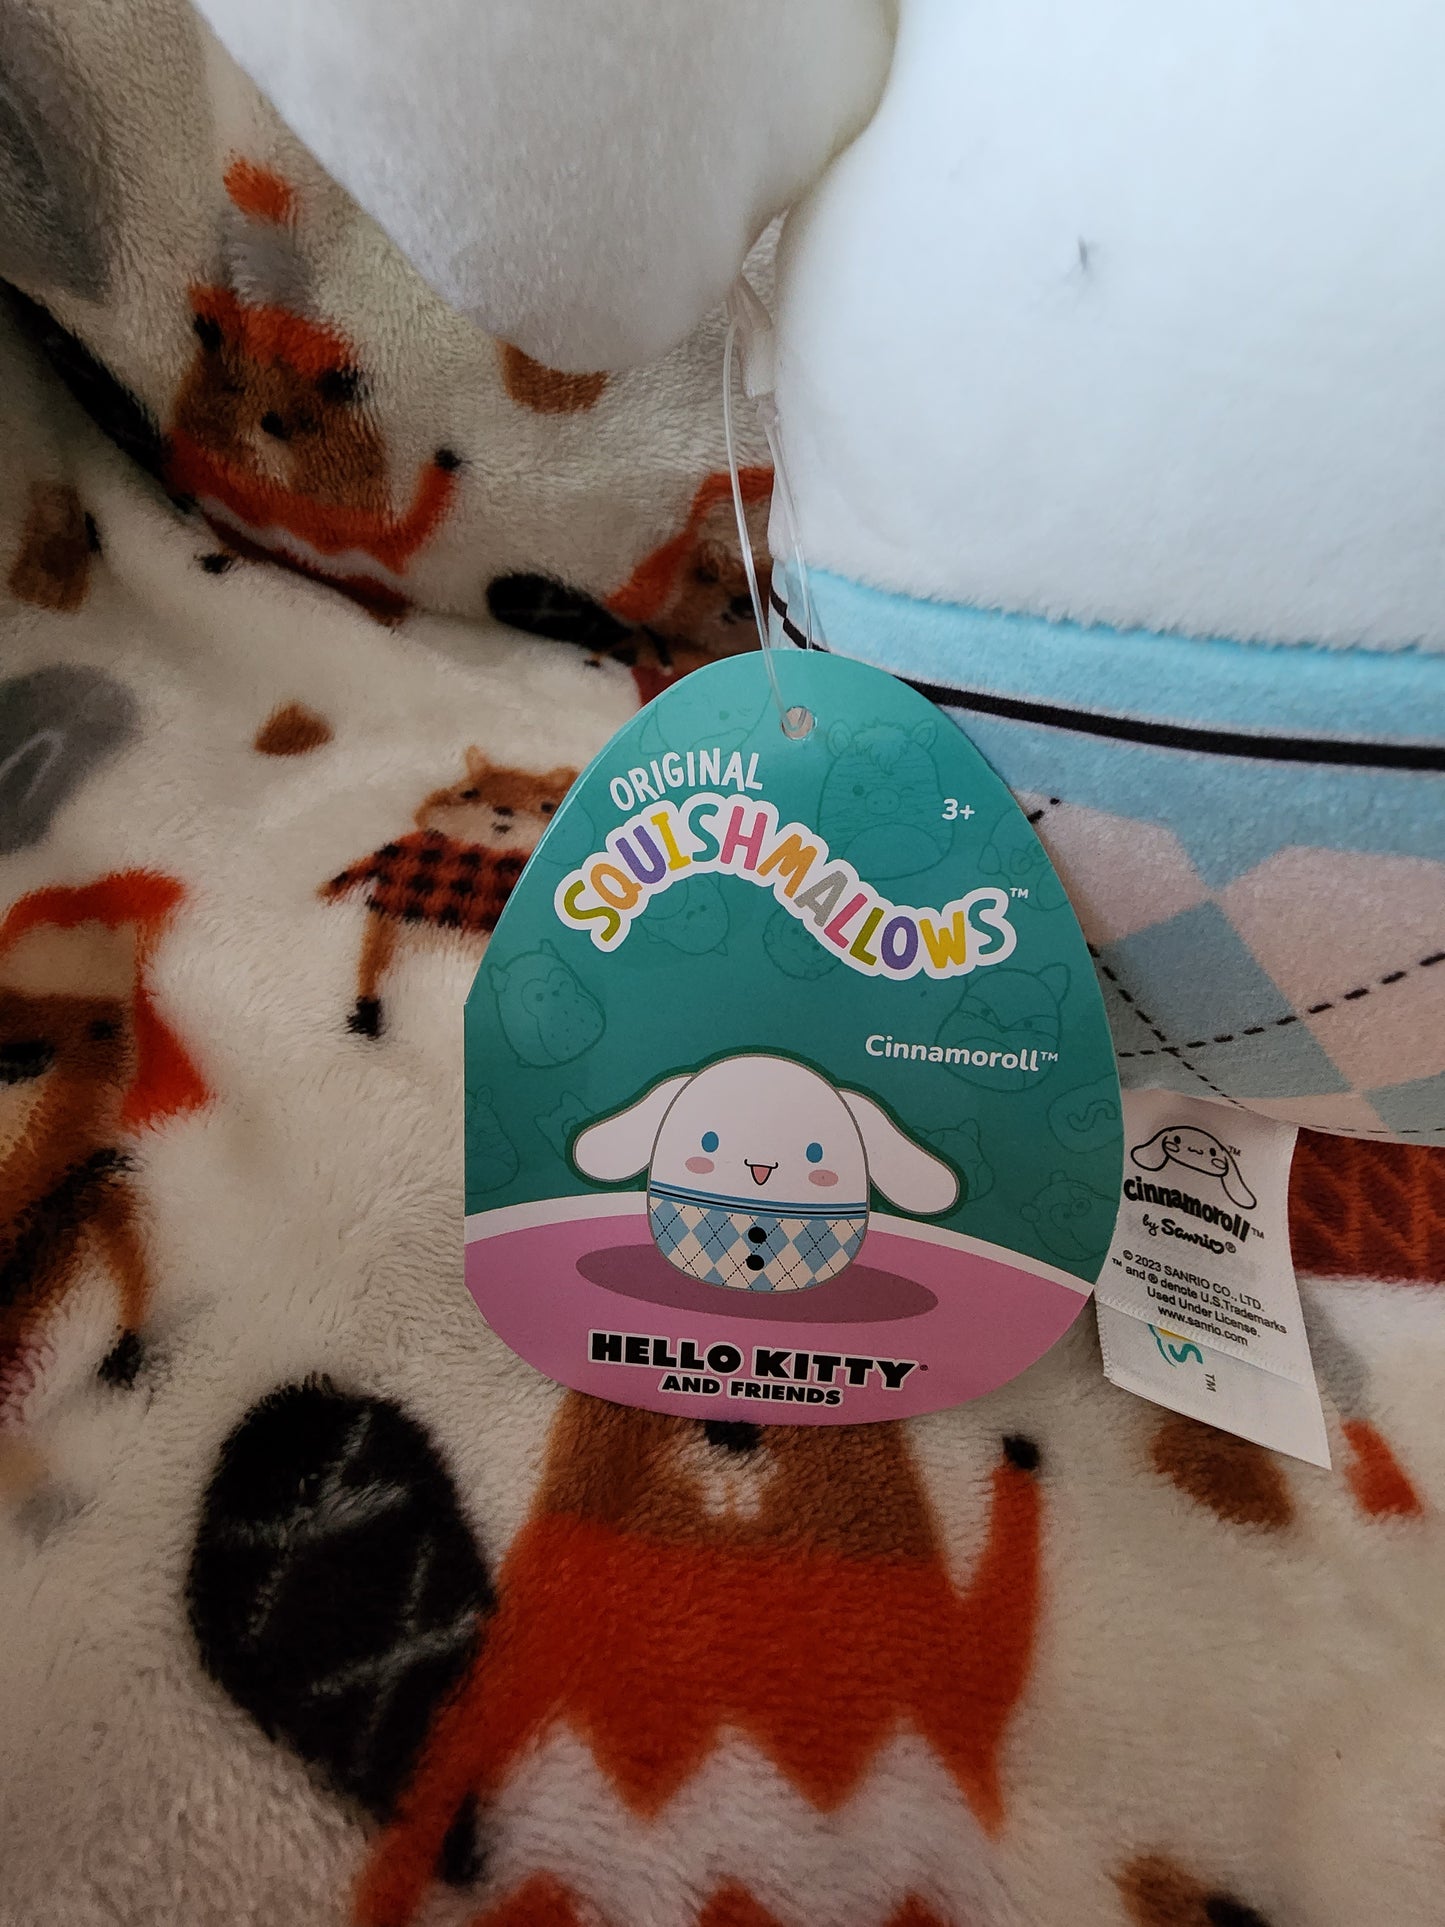 ORIGINAL
SQUISHMALLOWS™
3+
Cinnamoroll™
HELLO KITTY®
AND FRIENDS
™
cinnamoroll™
by Sanrio®
© 2023 SANRIO CO., LTD.
™ and ® denote U.S.Trademarks
Used Under License.
www.sanrio.com
S
™